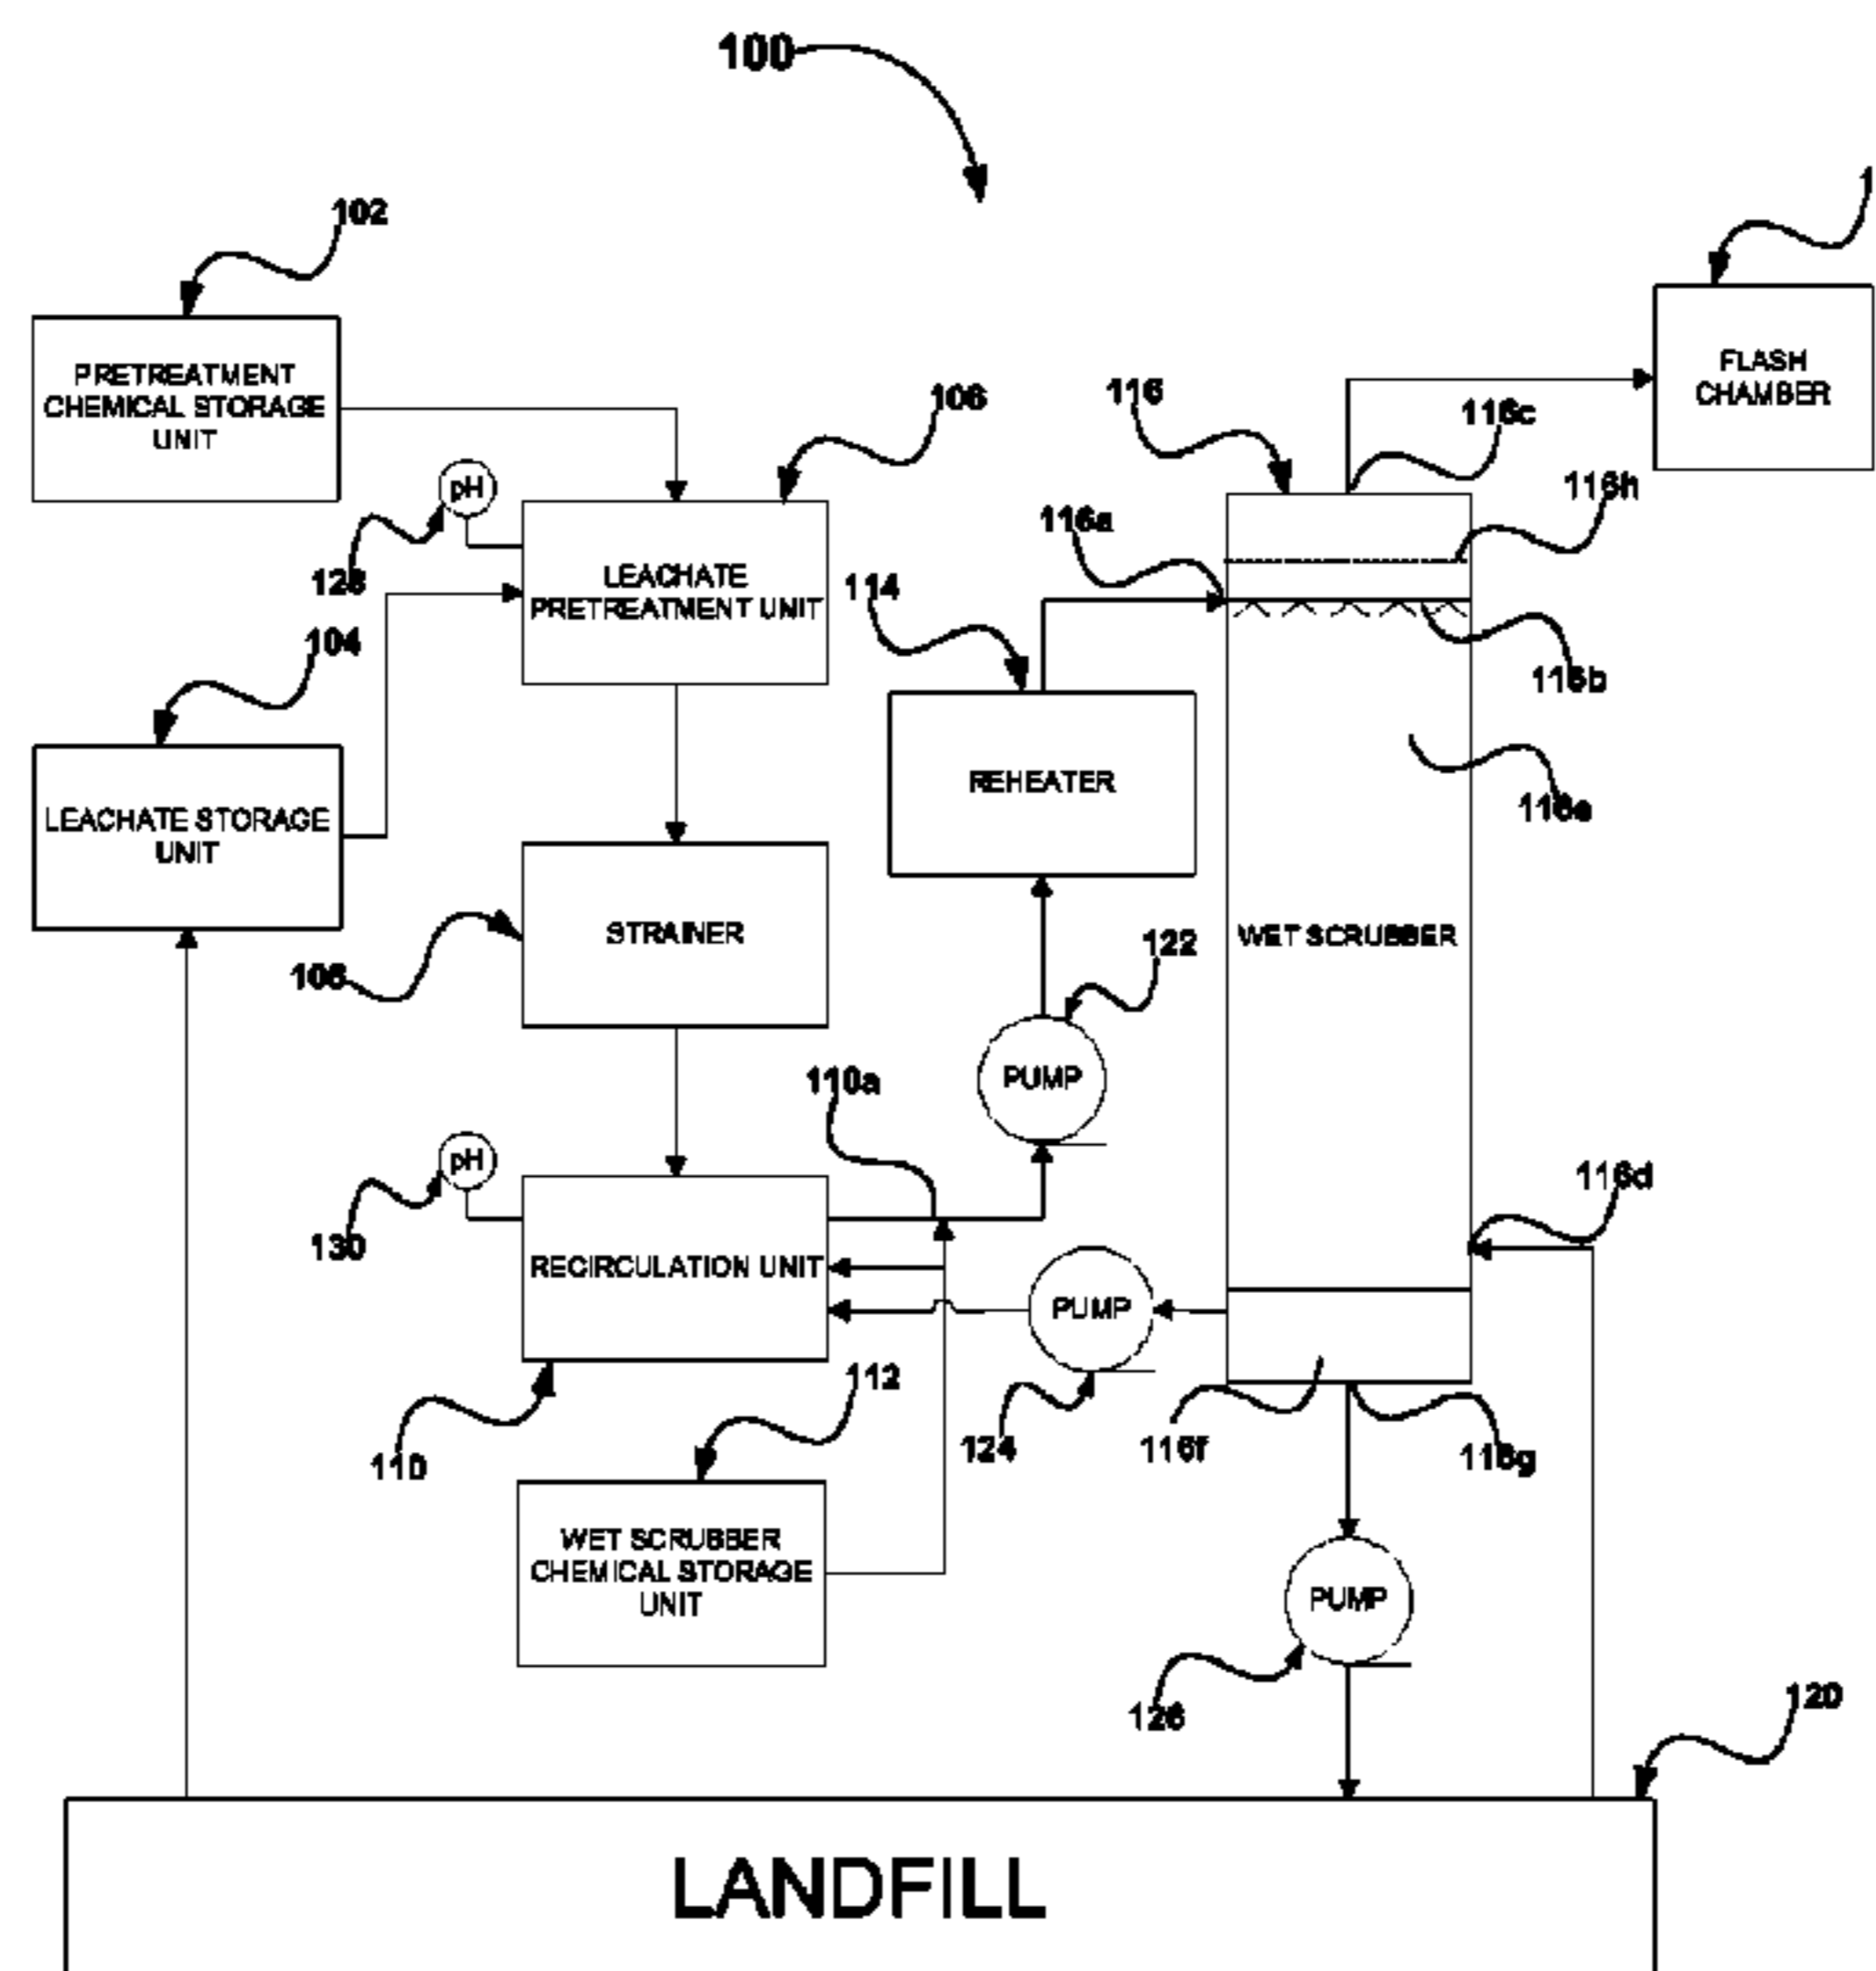 100
102
1
PRETREATMENT
CHEMICAL STORAGE
UNIT
FLASH
CHAMBER
106
116
116c
pH
116h
116a
128
LEACHATE
PRETREATMENT UNIT
114
104
116b
REHEATER
116e
LEACHATE STORAGE
UNIT
STRAINER
WET SCRUBBER
122
108
PUMP
110a
pH
116d
130
RECIRCULATION UNIT
PUMP
112
110
124
116f
116g
WET SCRUBBER
CHEMICAL STORAGE
UNIT
PUMP
126
120
LANDFILL